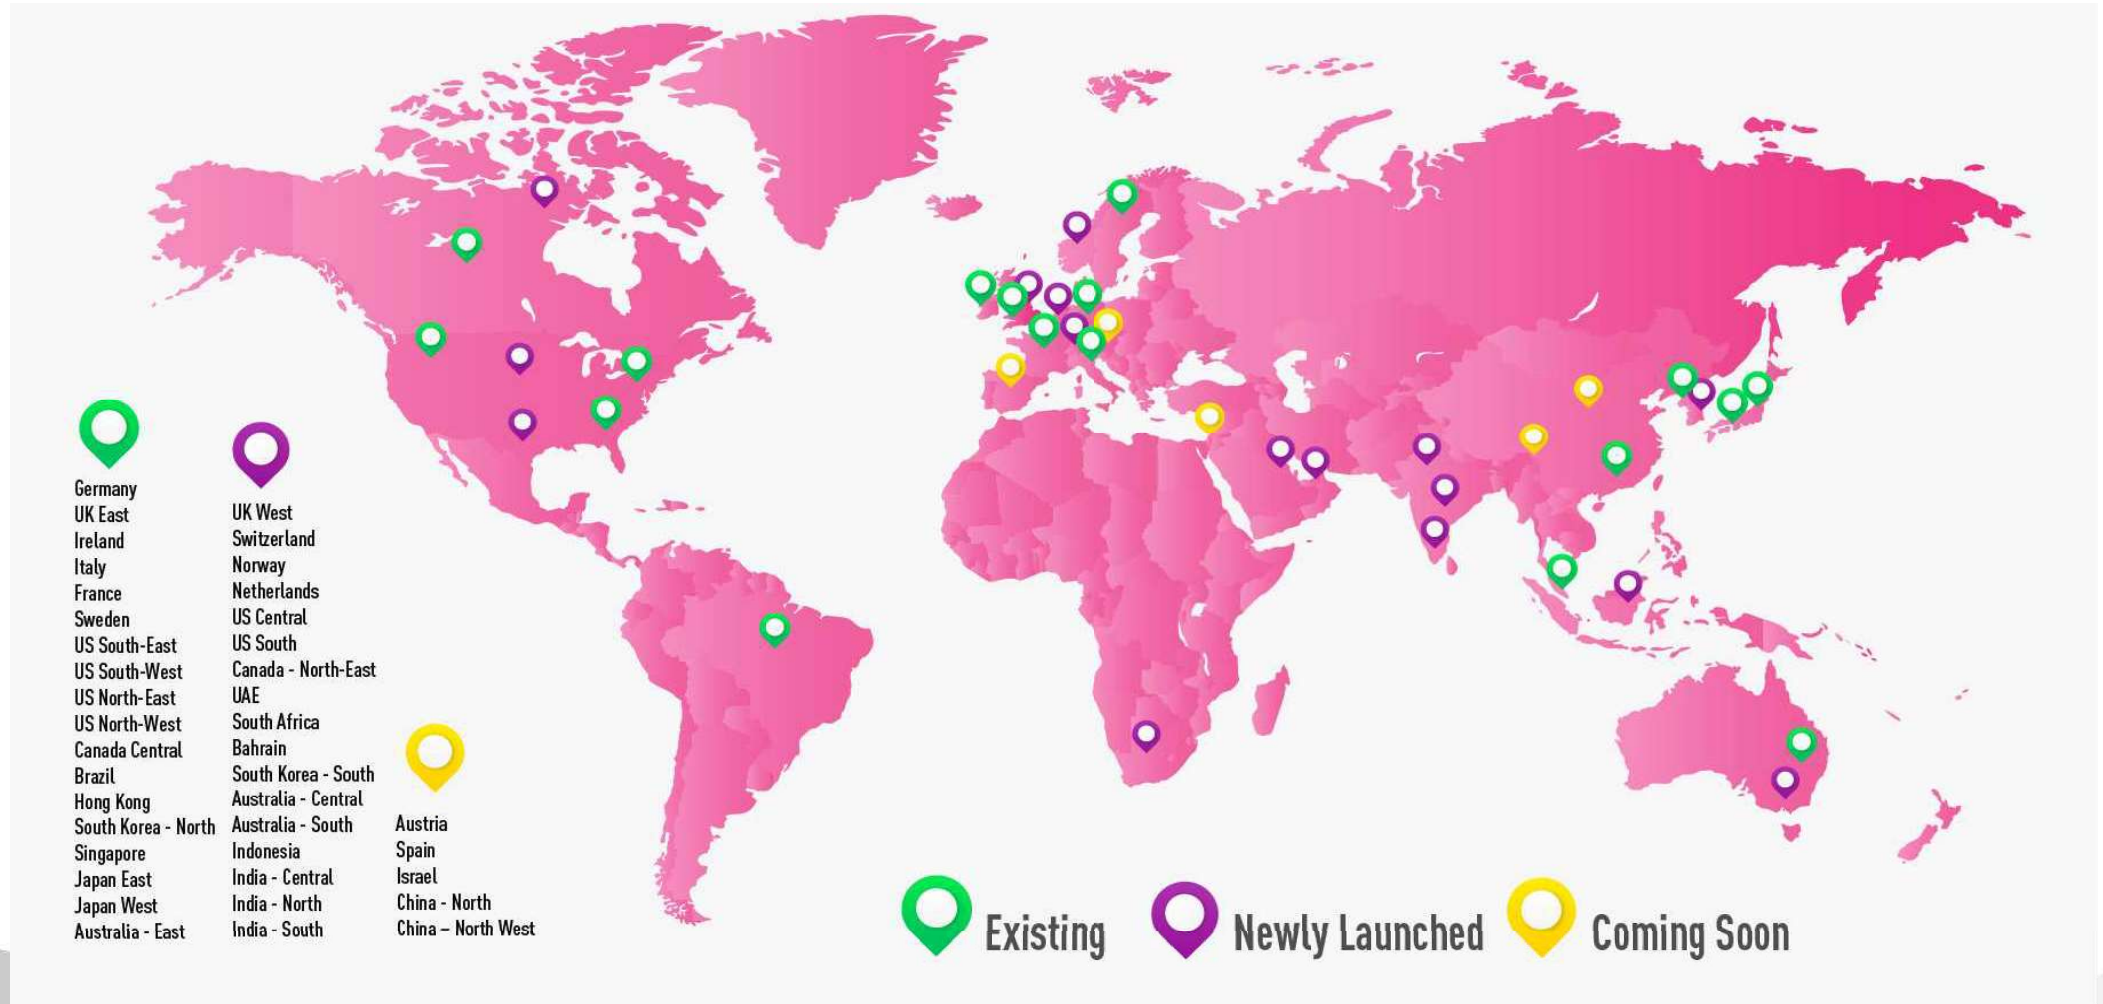 Germany
UK East
Ireland
Italy
France
Sweden
US South-East
US South-West
US North-East
US North-West
Canada Central
Brazil
Hong Kong
South Korea - North
Singapore
Japan East
Japan West
Australia - East
UK West
Switzerland
Norway
Netherlands
US Central
US South
Canada - North-East
UAE
South Africa
Bahrain
South Korea - South
Australia - Central
Australia - South
Indonesia
India - Central
India - North
India - South
Austria
Spain
Israel
China - North
China – North West
Existing
Newly Launched
Coming Soon